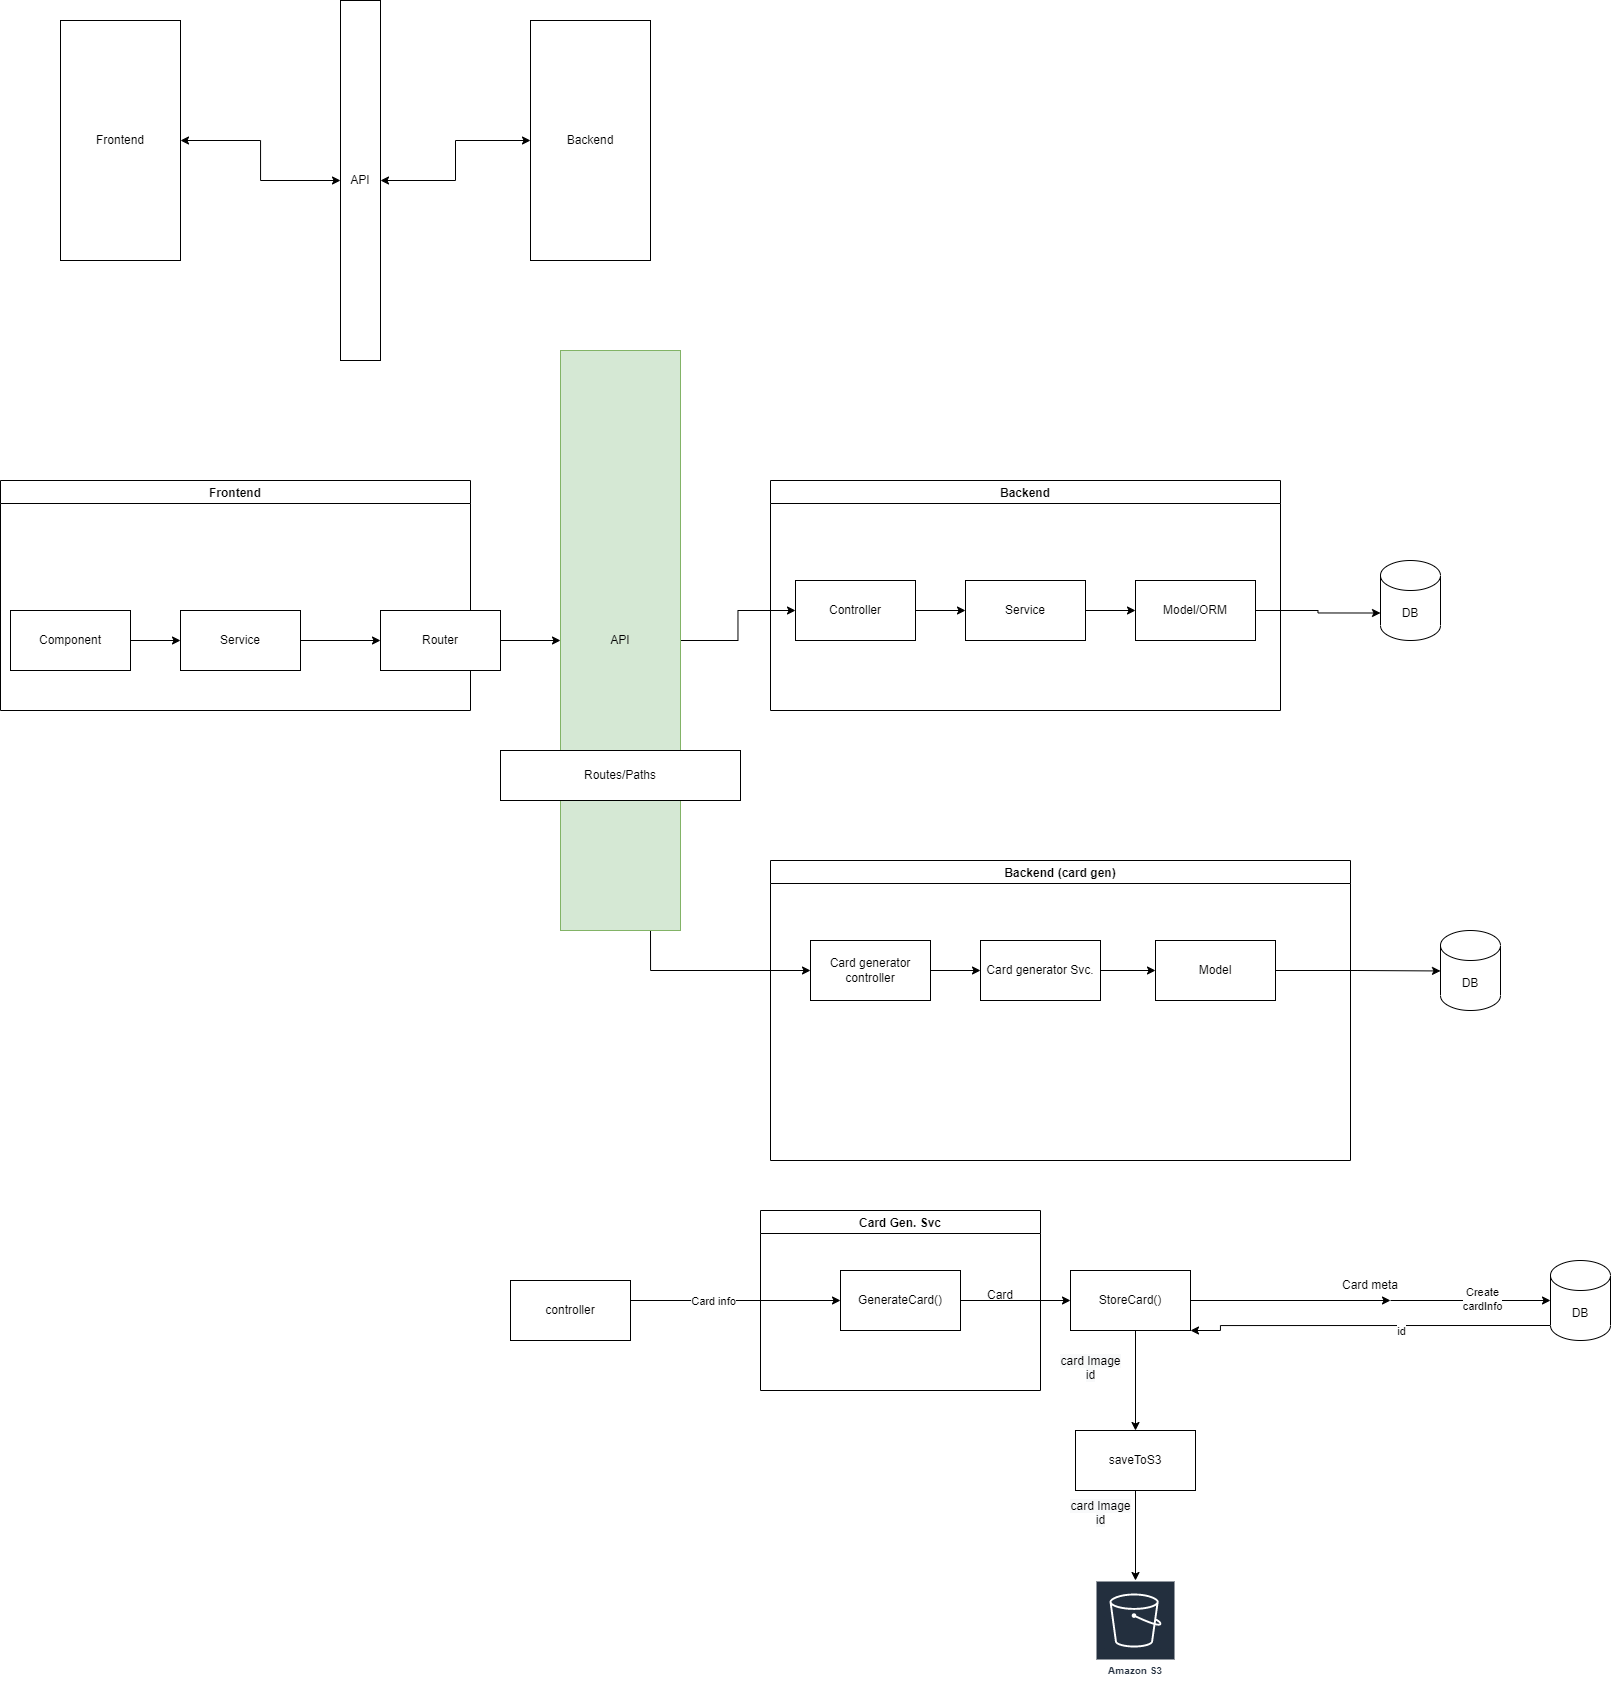 Frontend
Backend
API
Frontend
Backend
Component
Service
Router
API
Controller
Service
Model/ORM
DB
Routes/Paths
Backend (card gen)
Card generator
controller
Card generator Svc.
Model
DB
Card Gen. Svc
controller
Card info
GenerateCard()
Card
StoreCard()
Card meta
Create
cardInfo
DB
id
card Image
id
saveToS3
card Image
id
Amazon S3